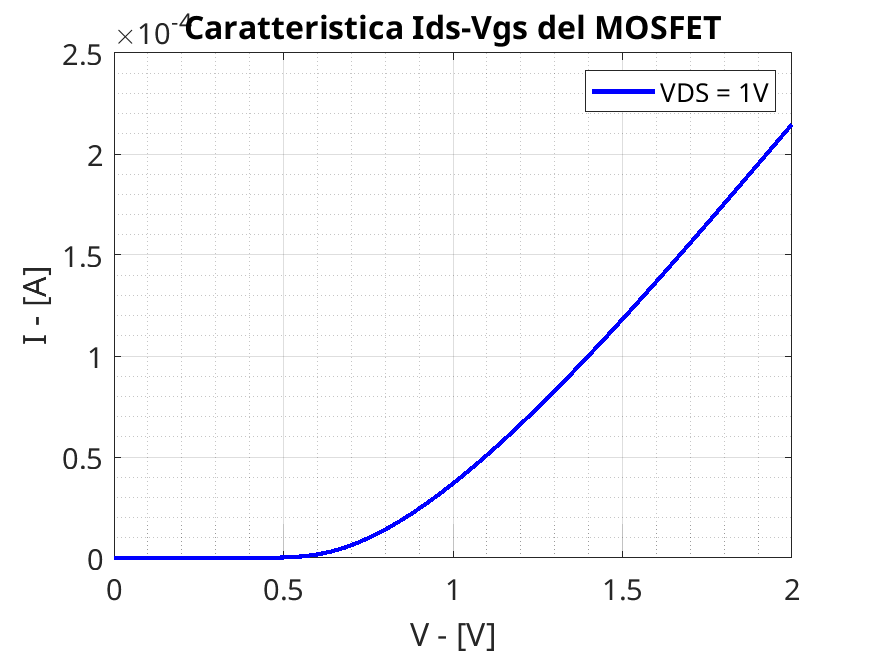 ×10-4
Caratteristica Ids-Vgs del MOSFET
VDS = 1V
2.5
2
1.5
1
0.5
0
I - [A]
0 0.5 1 1.5 2
V - [V]